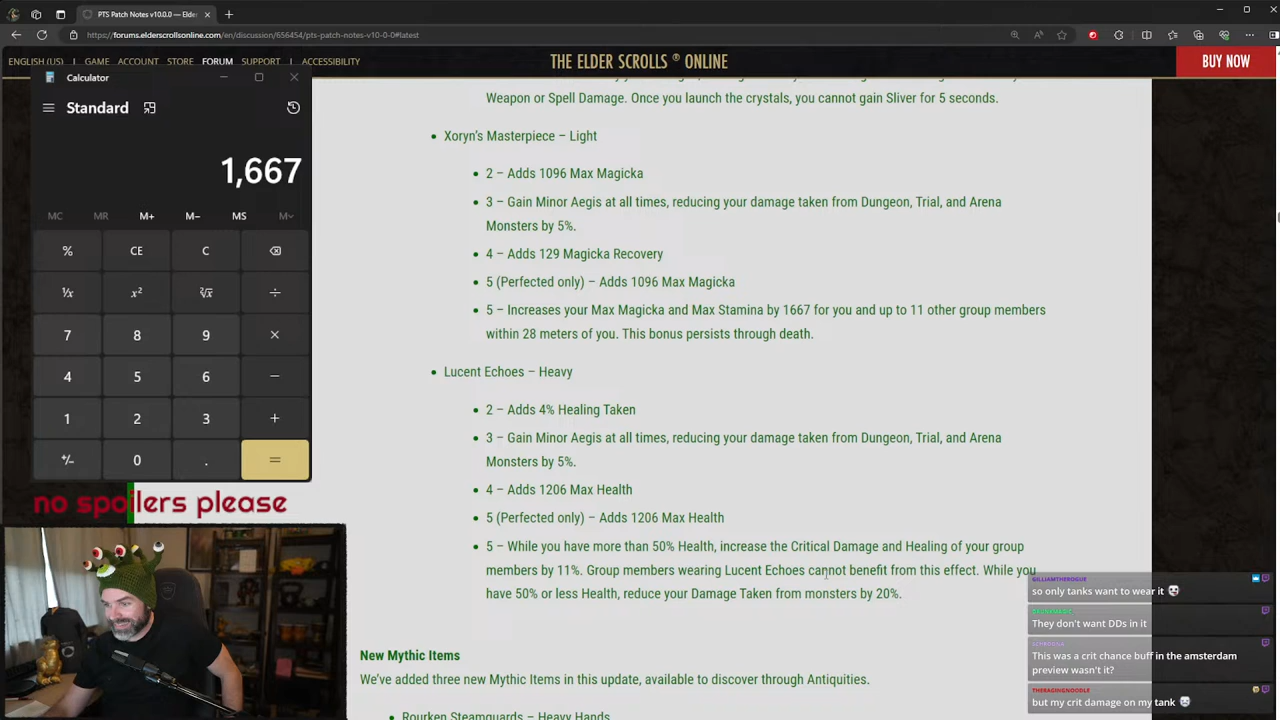 PTS Patch Notes v10.0.0 — Elder
https://forums.elderscrollsonline.com/en/discussion/656454/pts-patch-notes-v10-0-0#latest
ENGLISH (US) GAME ACCOUNT STORE FORUM SUPPORT ACCESSIBILITY
THE ELDER SCROLLS ® ONLINE
BUY NOW
Calculator
Standard
1,667
MC MR M+ M− MS M˅
% CE C
¹/x x² ²√x ÷
7 8 9 ×
4 5 6 −
1 2 3 +
+/− 0 . =
Weapon or Spell Damage. Once you launch the crystals, you cannot gain Sliver for 5 seconds.
Xoryn's Masterpiece – Light
2 – Adds 1096 Max Magicka
3 – Gain Minor Aegis at all times, reducing your damage taken from Dungeon, Trial, and Arena
Monsters by 5%.
4 – Adds 129 Magicka Recovery
5 (Perfected only) – Adds 1096 Max Magicka
5 – Increases your Max Magicka and Max Stamina by 1667 for you and up to 11 other group members
within 28 meters of you. This bonus persists through death.
Lucent Echoes – Heavy
2 – Adds 4% Healing Taken
3 – Gain Minor Aegis at all times, reducing your damage taken from Dungeon, Trial, and Arena
Monsters by 5%.
4 – Adds 1206 Max Health
5 (Perfected only) – Adds 1206 Max Health
5 – While you have more than 50% Health, increase the Critical Damage and Healing of your group
members by 11%. Group members wearing Lucent Echoes cannot benefit from this effect. While you
have 50% or less Health, reduce your Damage Taken from monsters by 20%.
New Mythic Items
We've added three new Mythic Items in this update, available to discover through Antiquities.
Rourken Steamguards – Heavy Hands
no spoilers please
GILLIAMTHEROGUE
so only tanks want to wear it
They don't want DDs in it
This was a crit chance buff in the amsterdam
preview wasn't it?
THERAGINGNOODLE
but my crit damage on my tank